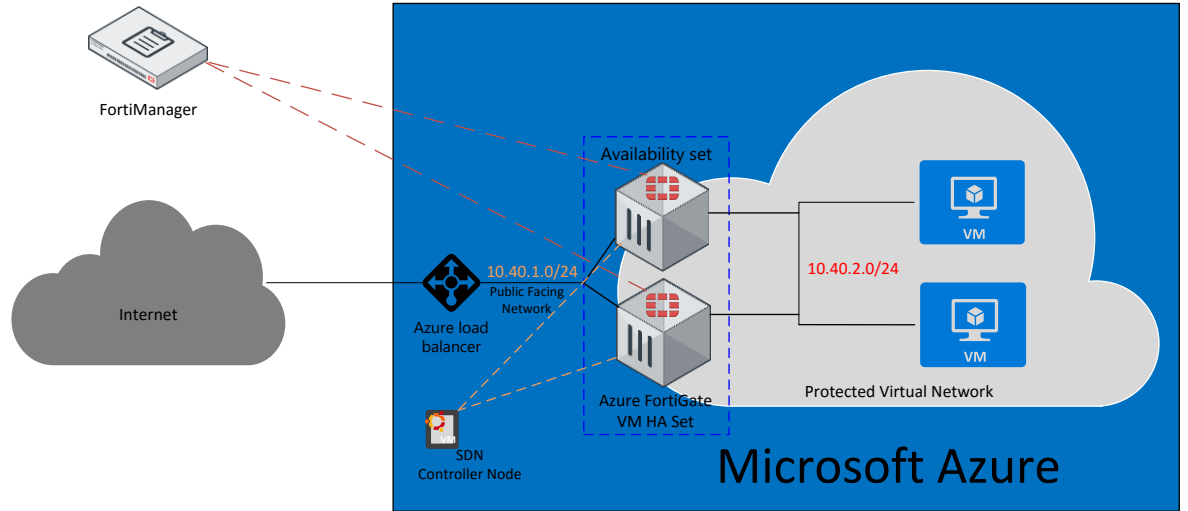 FortiManager
Internet
Availability set
10.40.1.0/24
Public Facing
Network
Azure load
balancer
VM
10.40.2.0/24
VM
Protected Virtual Network
Azure FortiGate
VM HA Set
VM
SDN
Controller Node
Microsoft Azure